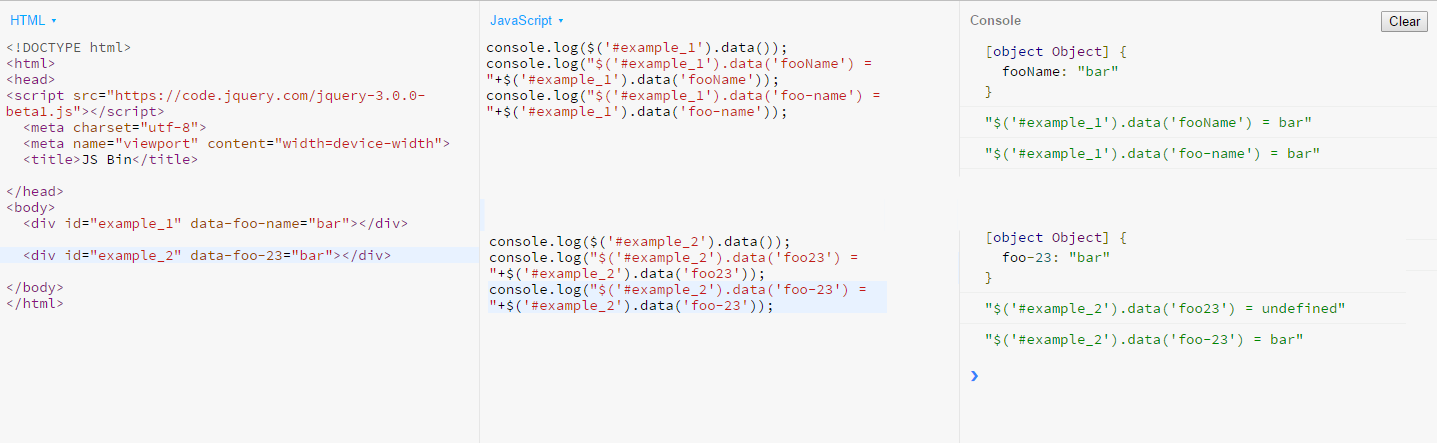 HTML ▾
<!DOCTYPE html>
<html>
<head>
<script src="https://code.jquery.com/jquery-3.0.0-
beta1.js"></script>
<meta charset="utf-8">
<meta name="viewport" content="width=device-width">
<title>JS Bin</title>
</head>
<body>
<div id="example_1" data-foo-name="bar"></div>
<div id="example_2" data-foo-23="bar"></div>
</body>
</html>
JavaScript ▾
console.log($('#example_1').data());
console.log("$('#example_1').data('fooName') =
"+$('#example_1').data('fooName'));
console.log("$('#example_1').data('foo-name') =
"+$('#example_1').data('foo-name'));
console.log($('#example_2').data());
console.log("$('#example_2').data('foo23') =
"+$('#example_2').data('foo23'));
console.log("$('#example_2').data('foo-23') =
"+$('#example_2').data('foo-23'));
Console
Clear
[object Object] {
fooName: "bar"
}
"$('#example_1').data('fooName') = bar"
"$('#example_1').data('foo-name') = bar"
[object Object] {
foo-23: "bar"
}
"$('#example_2').data('foo23') = undefined"
"$('#example_2').data('foo-23') = bar"
❯